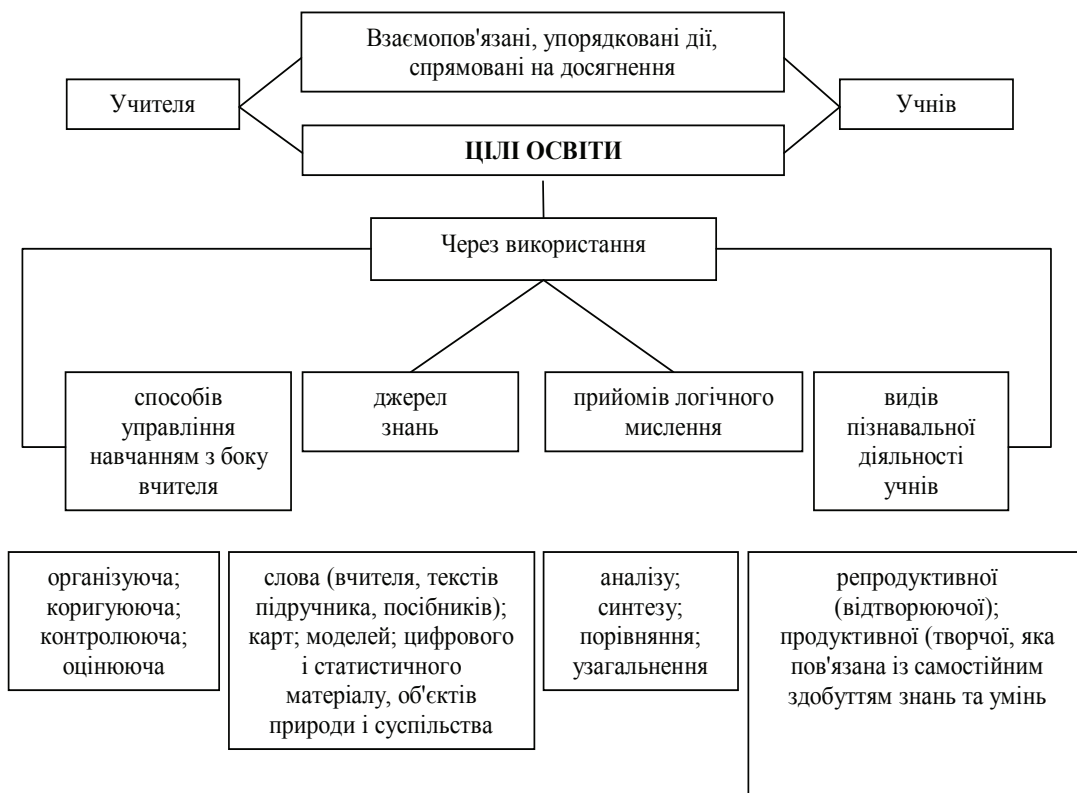 Взаємопов'язані, упорядковані дії,
спрямовані на досягнення
Учителя
Учнів
ЦІЛІ ОСВІТИ
Через використання
способів
управління
навчанням з боку
вчителя
джерел
знань
прийомів логічного
мислення
видів
пізнавальної
діяльності
учнів
організуюча;
коригуююча;
контролююча;
оцінююча
слова (вчителя, текстів
підручника, посібників);
карт; моделей; цифрового
і статистичного
матеріалу, об'єктів
природи і суспільства
аналізу;
синтезу;
порівняння;
узагальнення
репродуктивної
(відтворюючої);
продуктивної (творчої, яка
пов'язана із самостійним
здобуттям знань та умінь